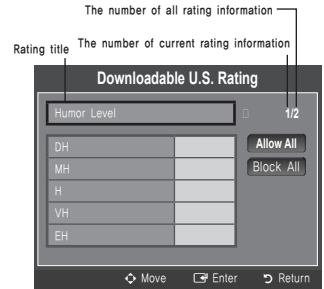 The number of all rating information
The number of current rating information
Rating title
Downloadable U.S. Rating
Humor Level
1/2
DH
Allow All
MH
Block All
H
VH
EH
Move Enter Return